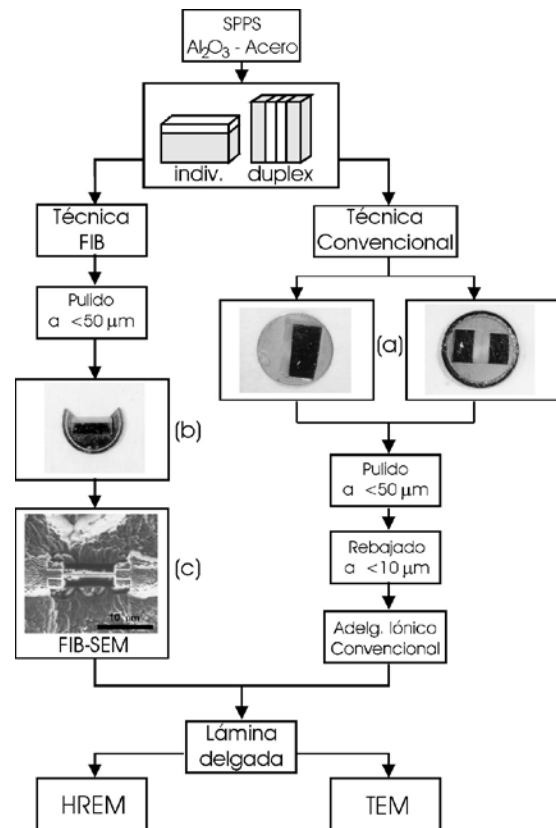 SPPS
Al₂O₃ - Acero
indiv.
duplex
Técnica
FIB
Técnica
Convencional
Pulido
a <50 μm
(a)
(b)
Pulido
a <50 μm
(c)
Rebajado
a <10 μm
10 μm
FIB-SEM
Adelg. Iónico
Convencional
Lámina
delgada
HREM
TEM